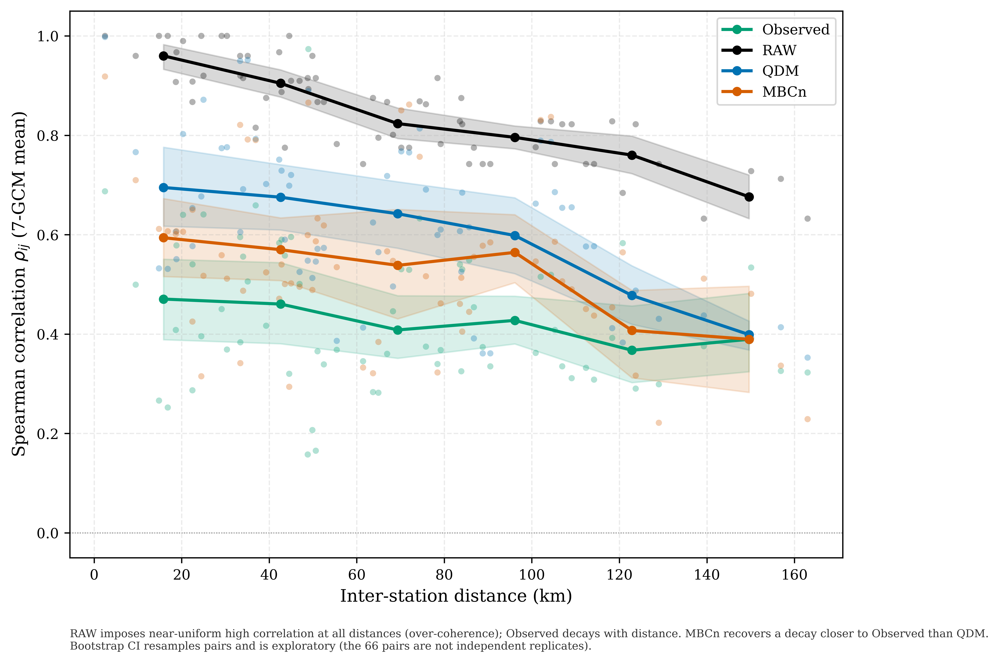 Observed
RAW
QDM
MBCn
Spearman correlation ρij (7-GCM mean)
1.0
0.8
0.6
0.4
0.2
0.0
0 20 40 60 80 100 120 140 160
Inter-station distance (km)
RAW imposes near-uniform high correlation at all distances (over-coherence); Observed decays with distance. MBCn recovers a decay closer to Observed than QDM.
Bootstrap CI resamples pairs and is exploratory (the 66 pairs are not independent replicates).